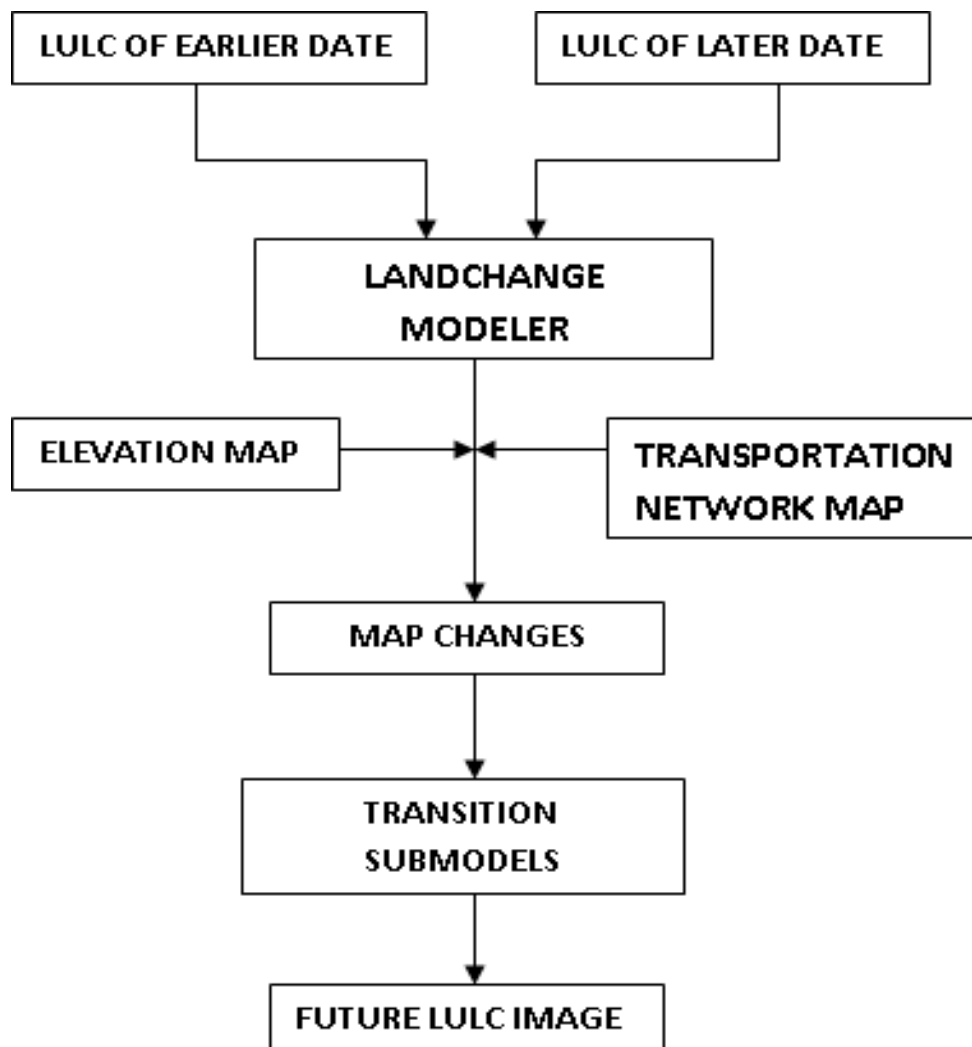 LULC OF EARLIER DATE
LULC OF LATER DATE
LANDCHANGE
MODELER
ELEVATION MAP
TRANSPORTATION
NETWORK MAP
MAP CHANGES
TRANSITION
SUBMODELS
FUTURE LULC IMAGE